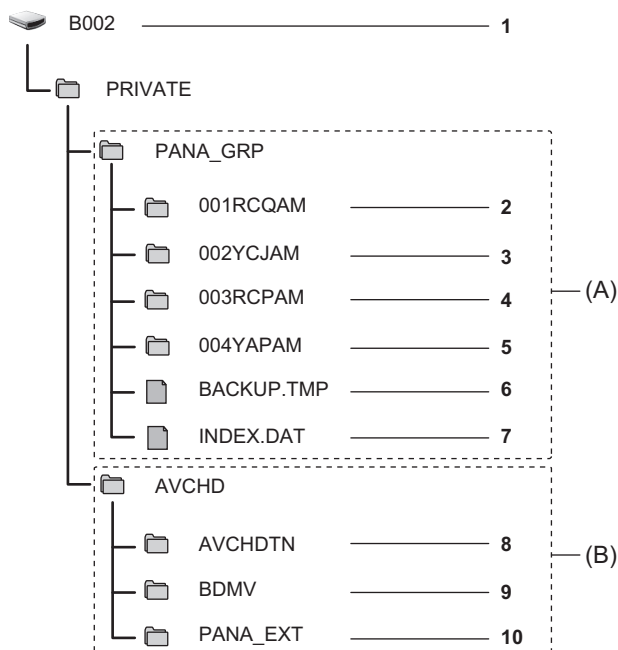 B002 1
PRIVATE
PANA_GRP
001RCQAM 2
002YCJAM 3
003RCPAM 4
(A)
004YAPAM 5
BACKUP.TMP 6
INDEX.DAT 7
AVCHD
AVCHDTN 8
(B)
BDMV 9
PANA_EXT 10